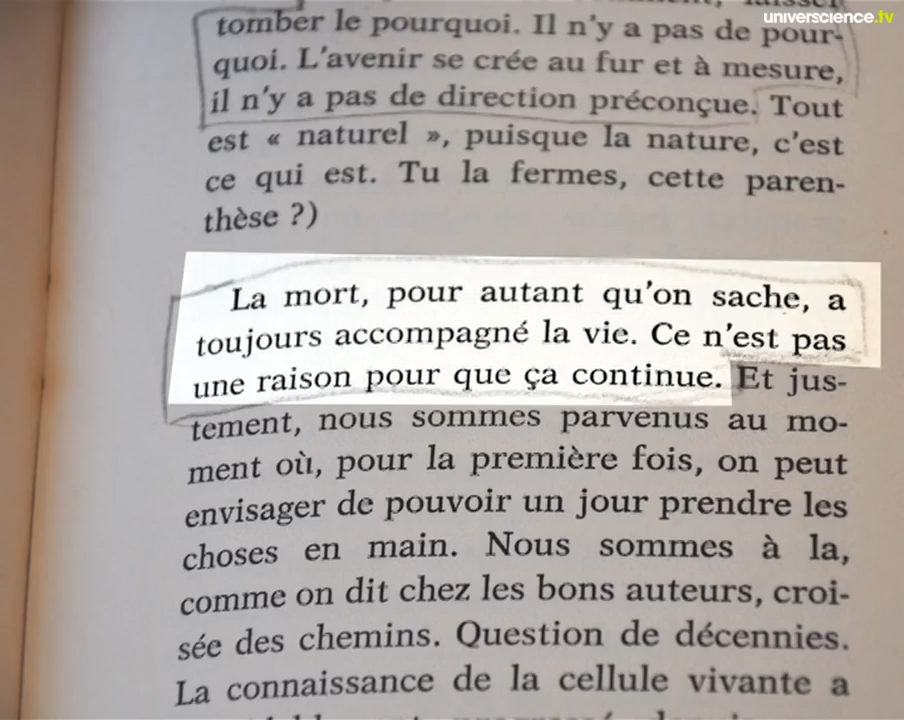 universcience.tv
tomber le pourquoi. Il n'y a pas de pour-
quoi. L'avenir se crée au fur et à mesure,
il n'y a pas de direction préconçue. Tout
est « naturel », puisque la nature, c'est
ce qui est. Tu la fermes, cette paren-
thèse ?)
La mort, pour autant qu'on sache, a
toujours accompagné la vie. Ce n'est pas
une raison pour que ça continue. Et jus-
tement, nous sommes parvenus au mo-
ment où, pour la première fois, on peut
envisager de pouvoir un jour prendre les
choses en main. Nous sommes à la,
comme on dit chez les bons auteurs, croi-
sée des chemins. Question de décennies.
La connaissance de la cellule vivante a